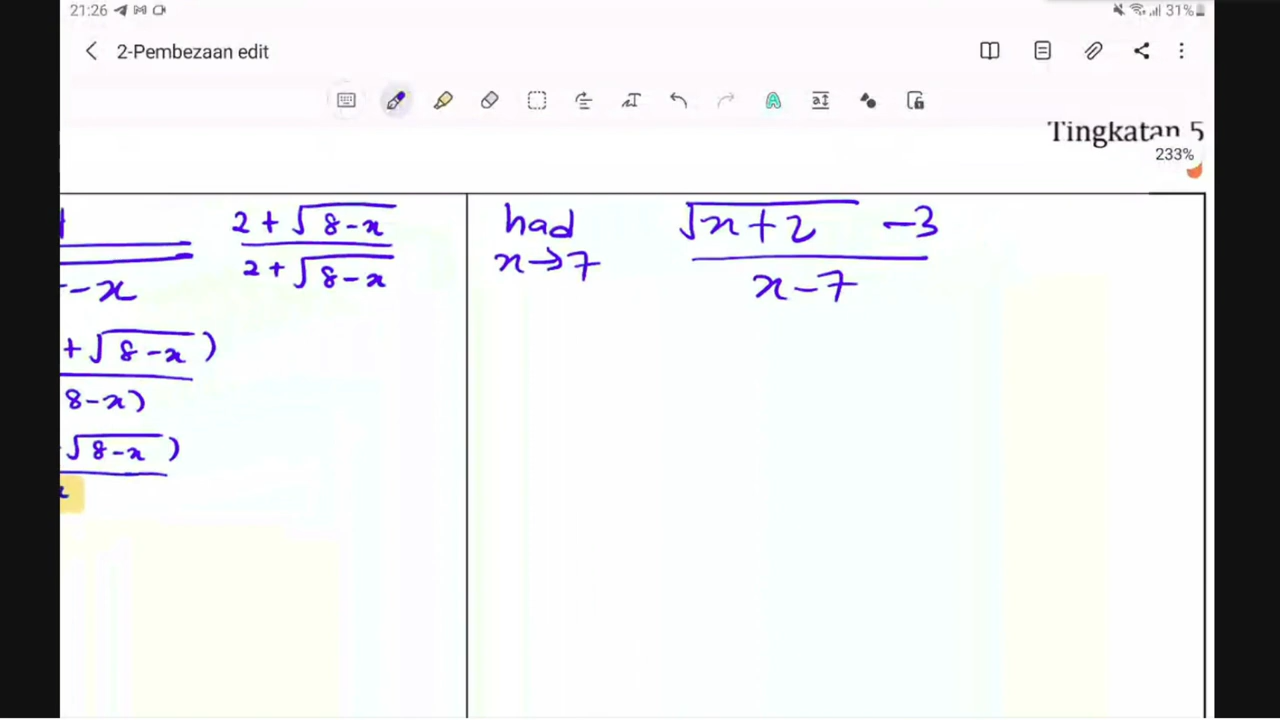 21:26 31%
2-Pembezaan edit
Tingkatan 5
233%
2 + √(8-x)
2 + √(8-x)
-x
+ √(8-x) )
8-x)
√(8-x) )
had
x→7
√(x+2) -3
x-7